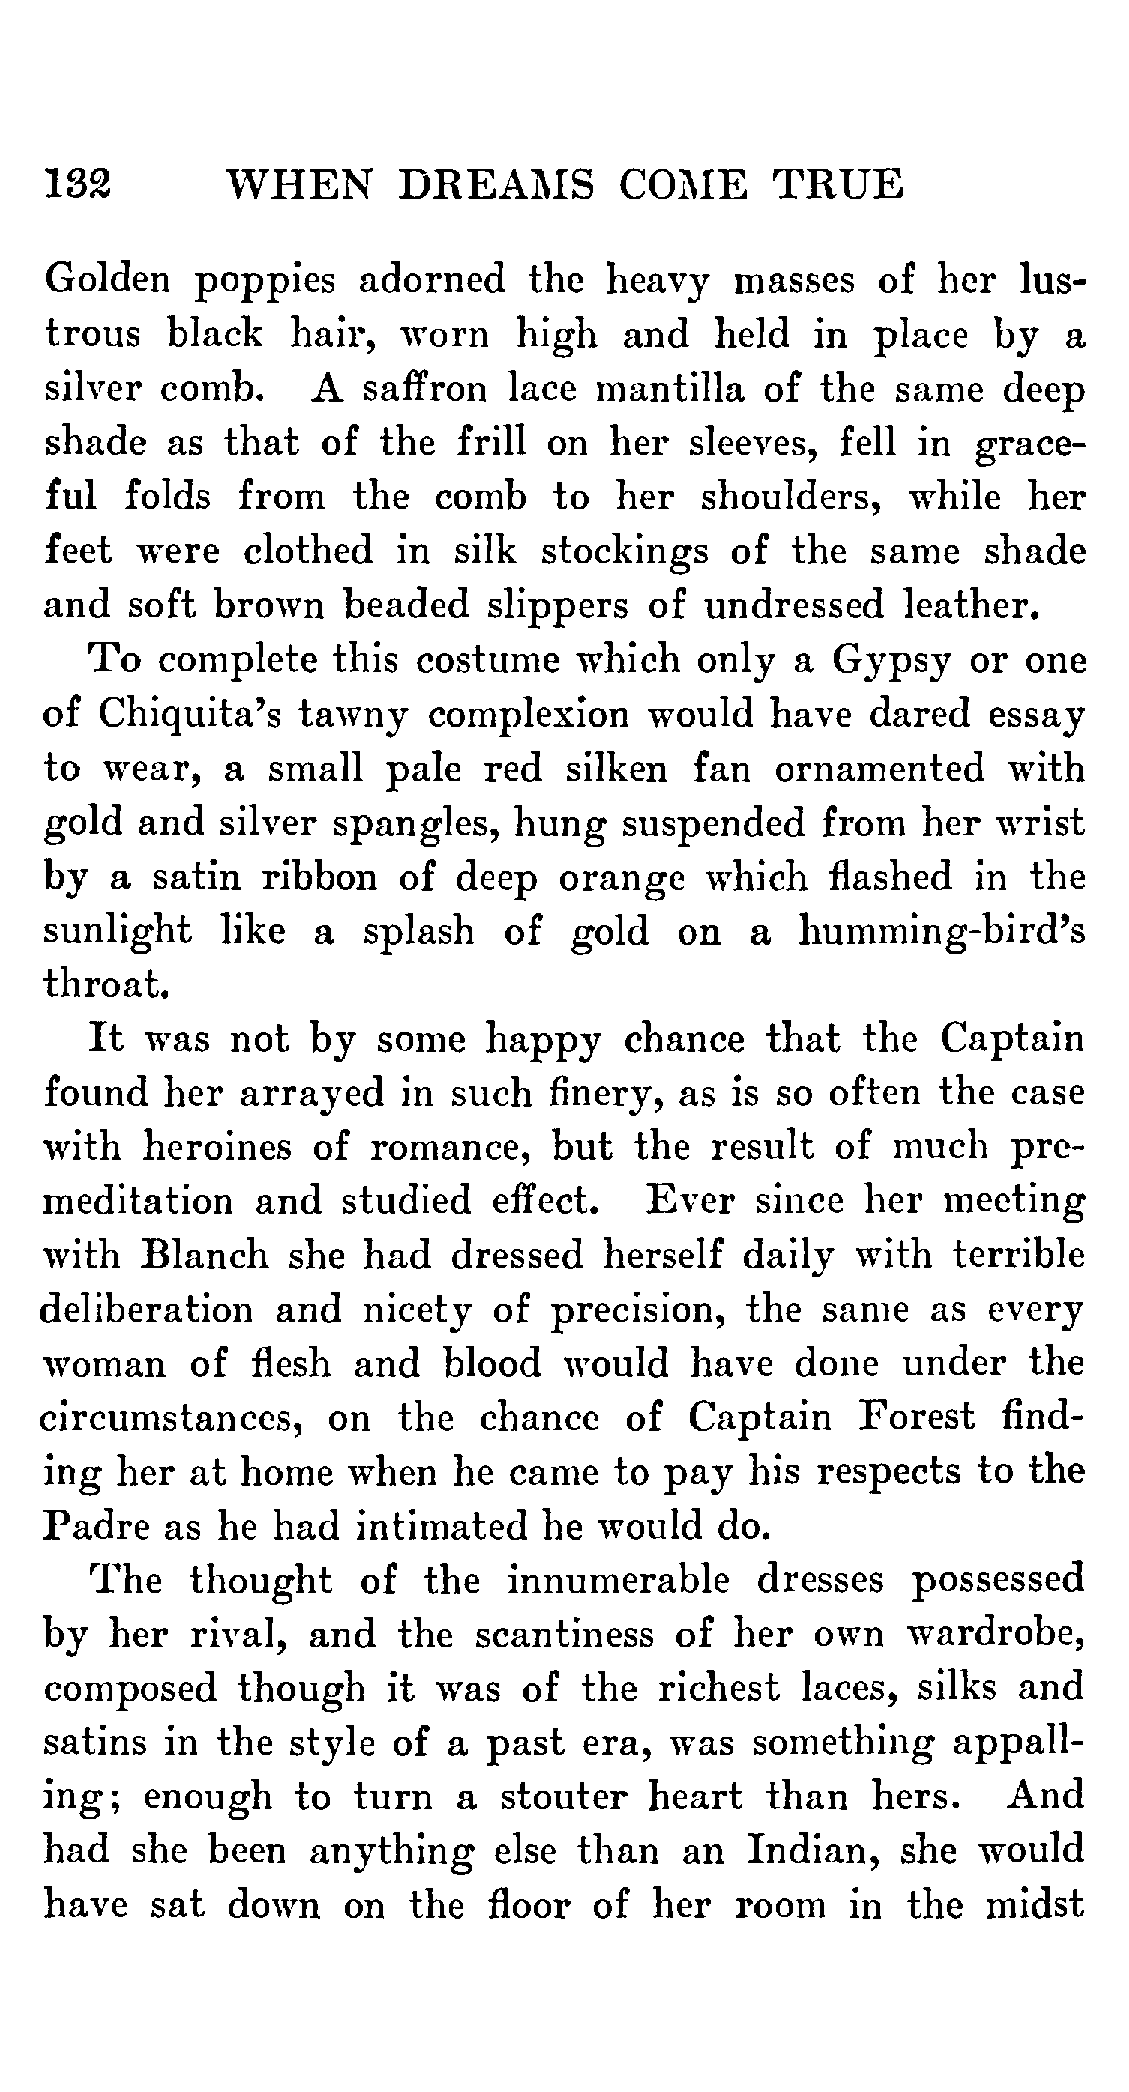 132 WHEN DREAMS COME TRUE
Golden poppies adorned the heavy masses of her lus-
trous black hair, worn high and held in place by a
silver comb. A saffron lace mantilla of the same deep
shade as that of the frill on her sleeves, fell in grace-
ful folds from the comb to her shoulders, while her
feet were clothed in silk stockings of the same shade
and soft brown beaded slippers of undressed leather.
To complete this costume which only a Gypsy or one
of Chiquita's tawny complexion would have dared essay
to wear, a small pale red silken fan ornamented with
gold and silver spangles, hung suspended from her wrist
by a satin ribbon of deep orange which flashed in the
sunlight like a splash of gold on a humming-bird's
throat.
It was not by some happy chance that the Captain
found her arrayed in such finery, as is so often the case
with heroines of romance, but the result of much pre-
meditation and studied effect. Ever since her meeting
with Blanch she had dressed herself daily with terrible
deliberation and nicety of precision, the same as every
woman of flesh and blood would have done under the
circumstances, on the chance of Captain Forest find-
ing her at home when he came to pay his respects to the
Padre as he had intimated he would do.
The thought of the innumerable dresses possessed
by her rival, and the scantiness of her own wardrobe,
composed though it was of the richest laces, silks and
satins in the style of a past era, was something appall-
ing; enough to turn a stouter heart than hers. And
had she been anything else than an Indian, she would
have sat down on the floor of her room in the midst